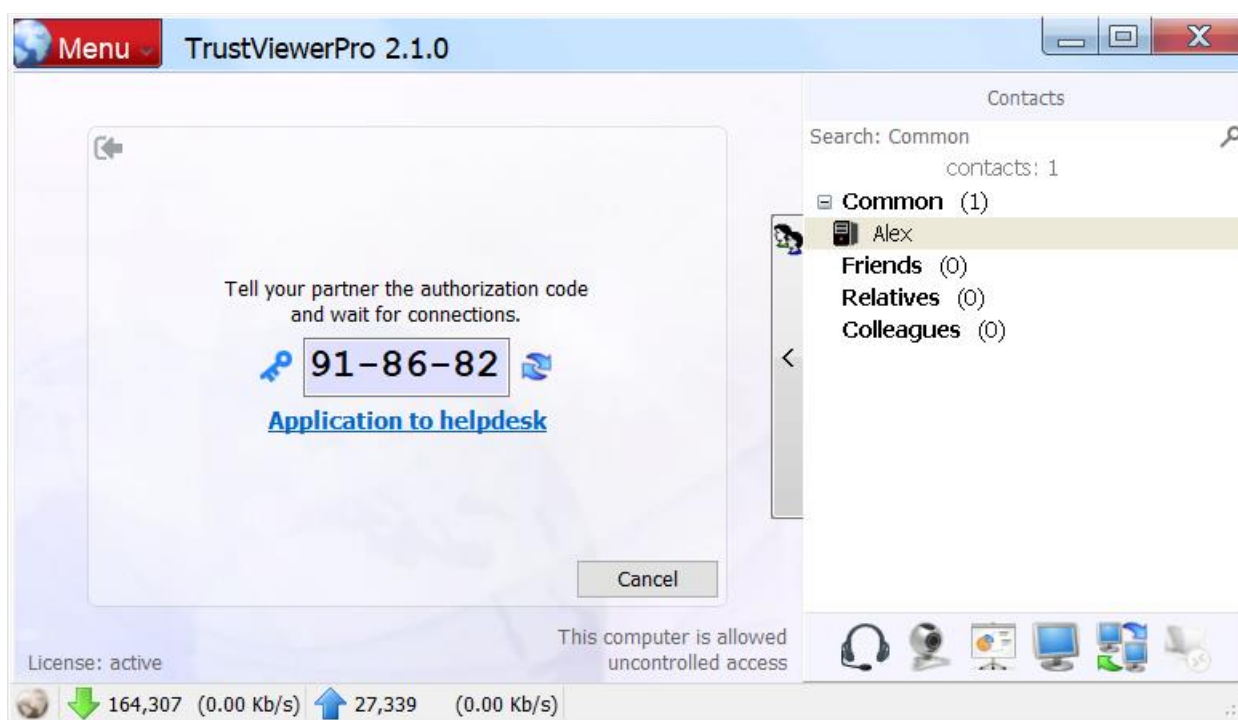 Menu
TrustViewerPro 2.1.0
Tell your partner the authorization code
and wait for connections.
91-86-82
Application to helpdesk
Cancel
This computer is allowed
uncontrolled access
License: active
164,307 (0.00 Kb/s) 27,339 (0.00 Kb/s)
Contacts
Search: Common
contacts: 1
Common (1)
Alex
Friends (0)
Relatives (0)
Colleagues (0)